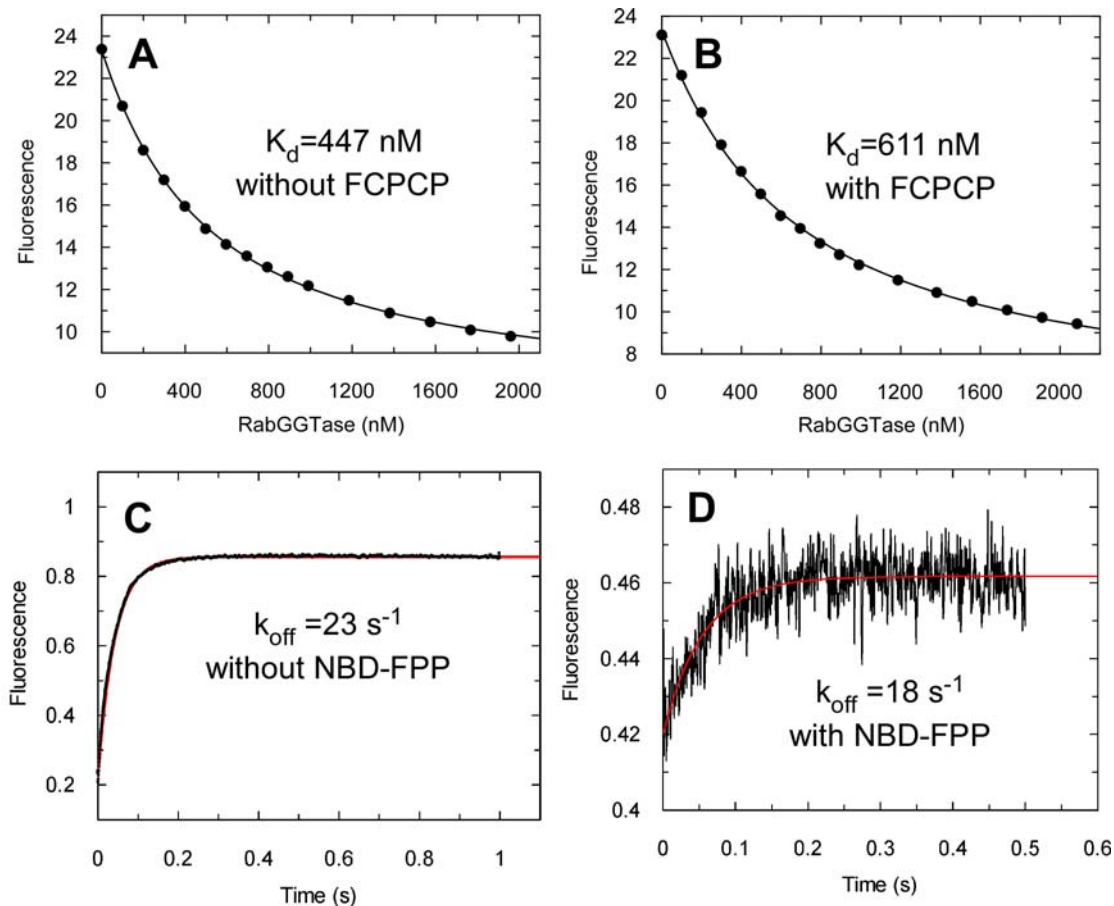 A
Fluorescence
24
22
20
18
16
14
12
10
K_d=447 nM
without FCPCP
0 400 800 1200 1600 2000
RabGGTase (nM)
B
Fluorescence
24
22
20
18
16
14
12
10
8
K_d=611 nM
with FCPCP
0 400 800 1200 1600 2000
RabGGTase (nM)
C
Fluorescence
1
0.8
0.6
0.4
0.2
k_off =23 s^-1
without NBD-FPP
0 0.2 0.4 0.6 0.8 1
Time (s)
D
Fluorescence
0.48
0.46
0.44
0.42
0.4
k_off =18 s^-1
with NBD-FPP
0 0.1 0.2 0.3 0.4 0.5 0.6
Time (s)